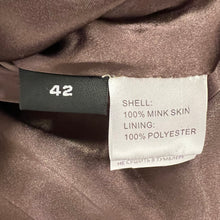 42
SHELL:
100% MINK SKIN
LINING:
100% POLYESTER